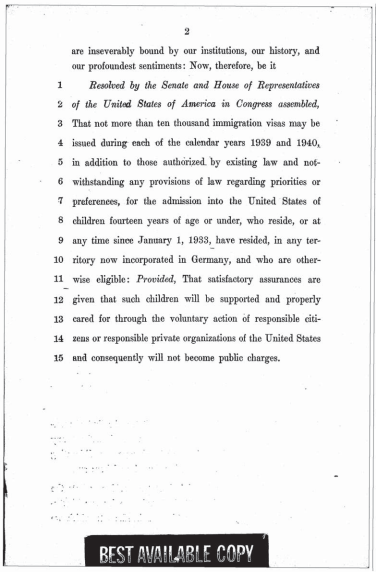 2
are inseverably bound by our institutions, our history, and
our profoundest sentiments: Now, therefore, be it
1 Resolved by the Senate and House of Representatives
2 of the United States of America in Congress assembled,
3 That not more than ten thousand immigration visas may be
4 issued during each of the calendar years 1939 and 1940,
5 in addition to those authorized by existing law and not-
6 withstanding any provisions of law regarding priorities or
7 preferences, for the admission into the United States of
8 children fourteen years of age or under, who reside, or at
9 any time since January 1, 1933, have resided, in any ter-
10 ritory now incorporated in Germany, and who are other-
11 wise eligible: Provided, That satisfactory assurances are
12 given that such children will be supported and properly
13 cared for through the voluntary action of responsible citi-
14 zens or responsible private organizations of the United States
15 and consequently will not become public charges.
BEST AVAILABLE COPY